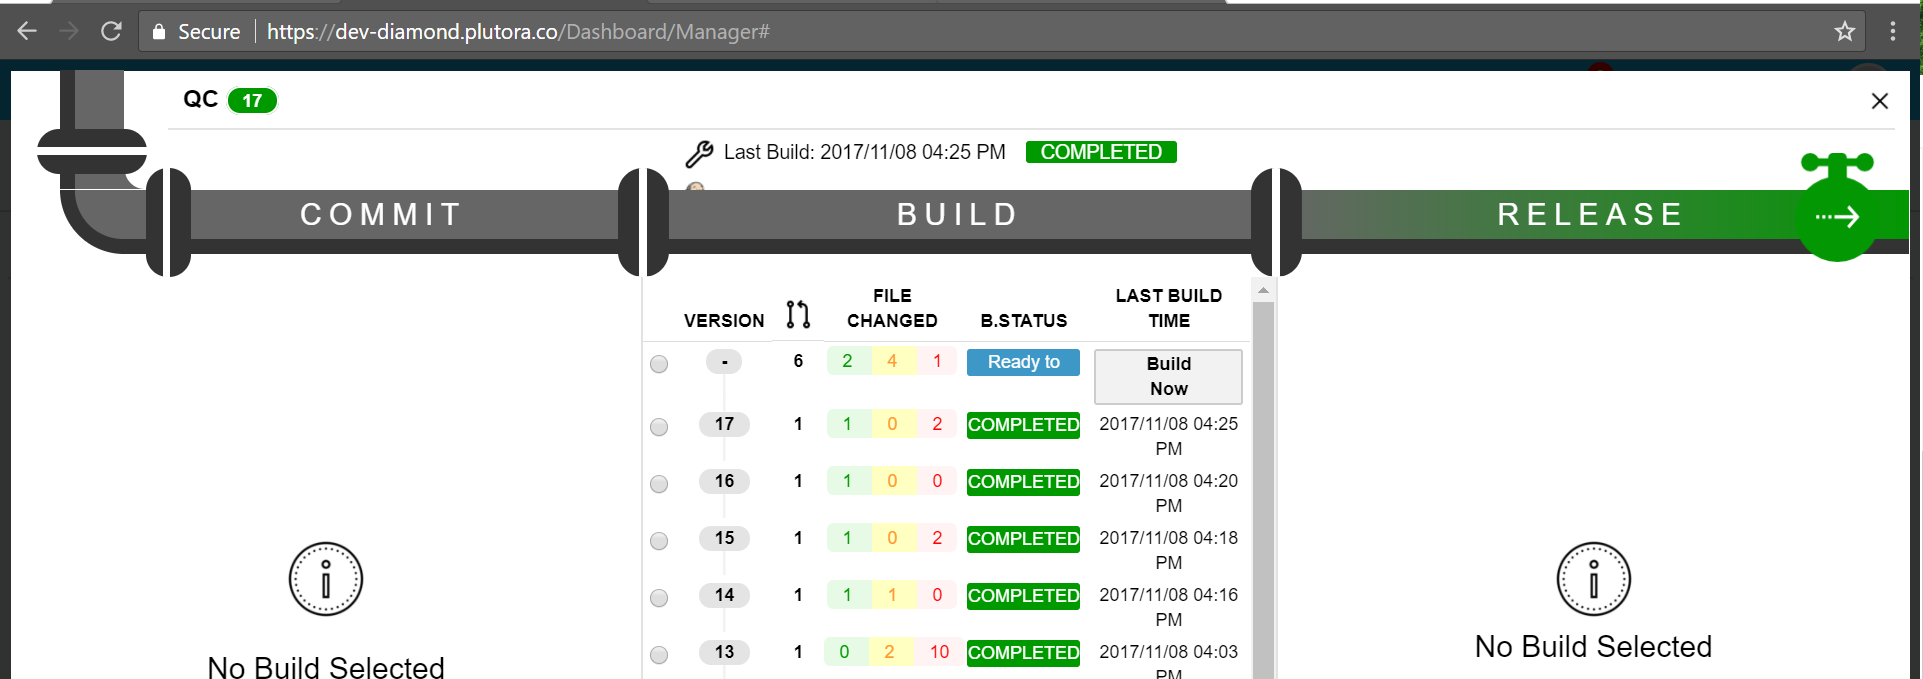 Secure https://dev-diamond.plutora.co/Dashboard/Manager#
QC 17
Last Build: 2017/11/08 04:25 PM COMPLETED
COMMIT BUILD RELEASE
FILE LAST BUILD
VERSION CHANGED B.STATUS TIME
- 6 2 4 1 Ready to Build
Now
17 1 1 0 2 COMPLETED 2017/11/08 04:25
PM
16 1 1 0 0 COMPLETED 2017/11/08 04:20
PM
15 1 1 0 2 COMPLETED 2017/11/08 04:18
PM
14 1 1 1 0 COMPLETED 2017/11/08 04:16
PM
13 1 0 2 10 COMPLETED 2017/11/08 04:03
PM
No Build Selected
No Build Selected